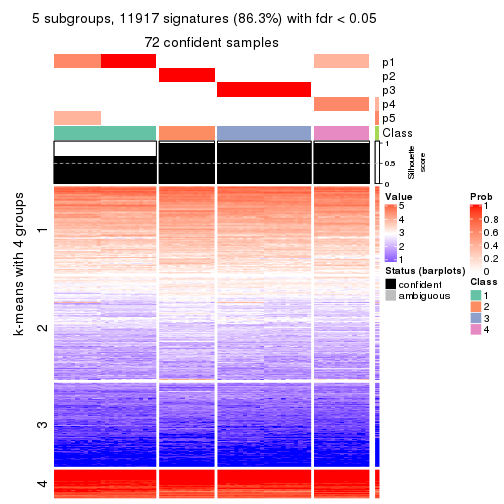 5 subgroups, 11917 signatures (86.3%) with fdr < 0.05
72 confident samples
p1
p2
p3
p4
p5
Class
1
0.5
0
Silhouette
score
k-means with 4 groups
1
2
3
4
Value
5
4
3
2
1
Status (barplots)
confident
ambiguous
Prob
1
0.8
0.6
0.4
0.2
0
Class
1
2
3
4